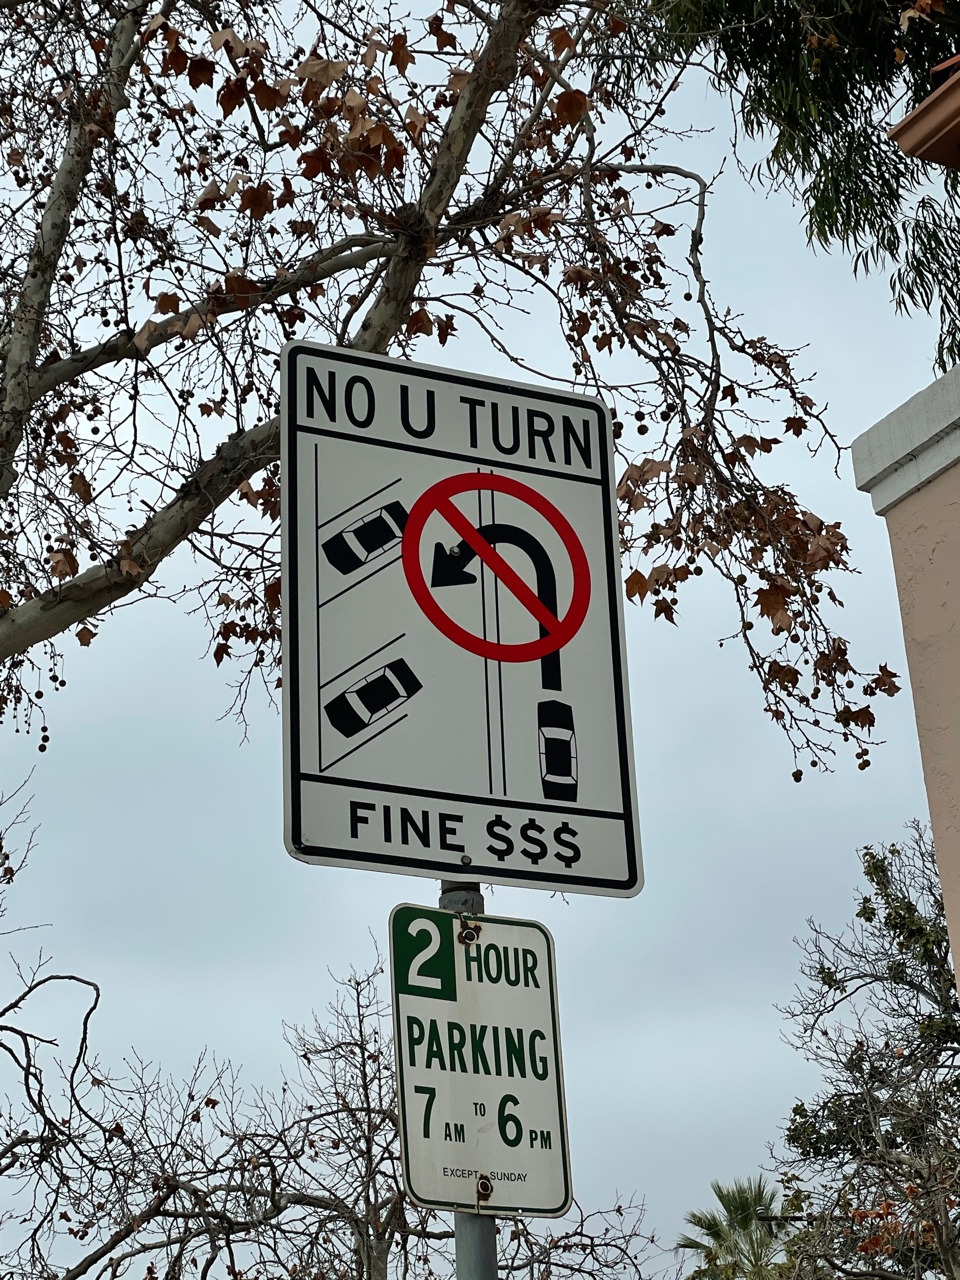 NO U TURN
FINE $$$
2 HOUR
PARKING
7 AM TO 6 PM
EXCEPT SUNDAY